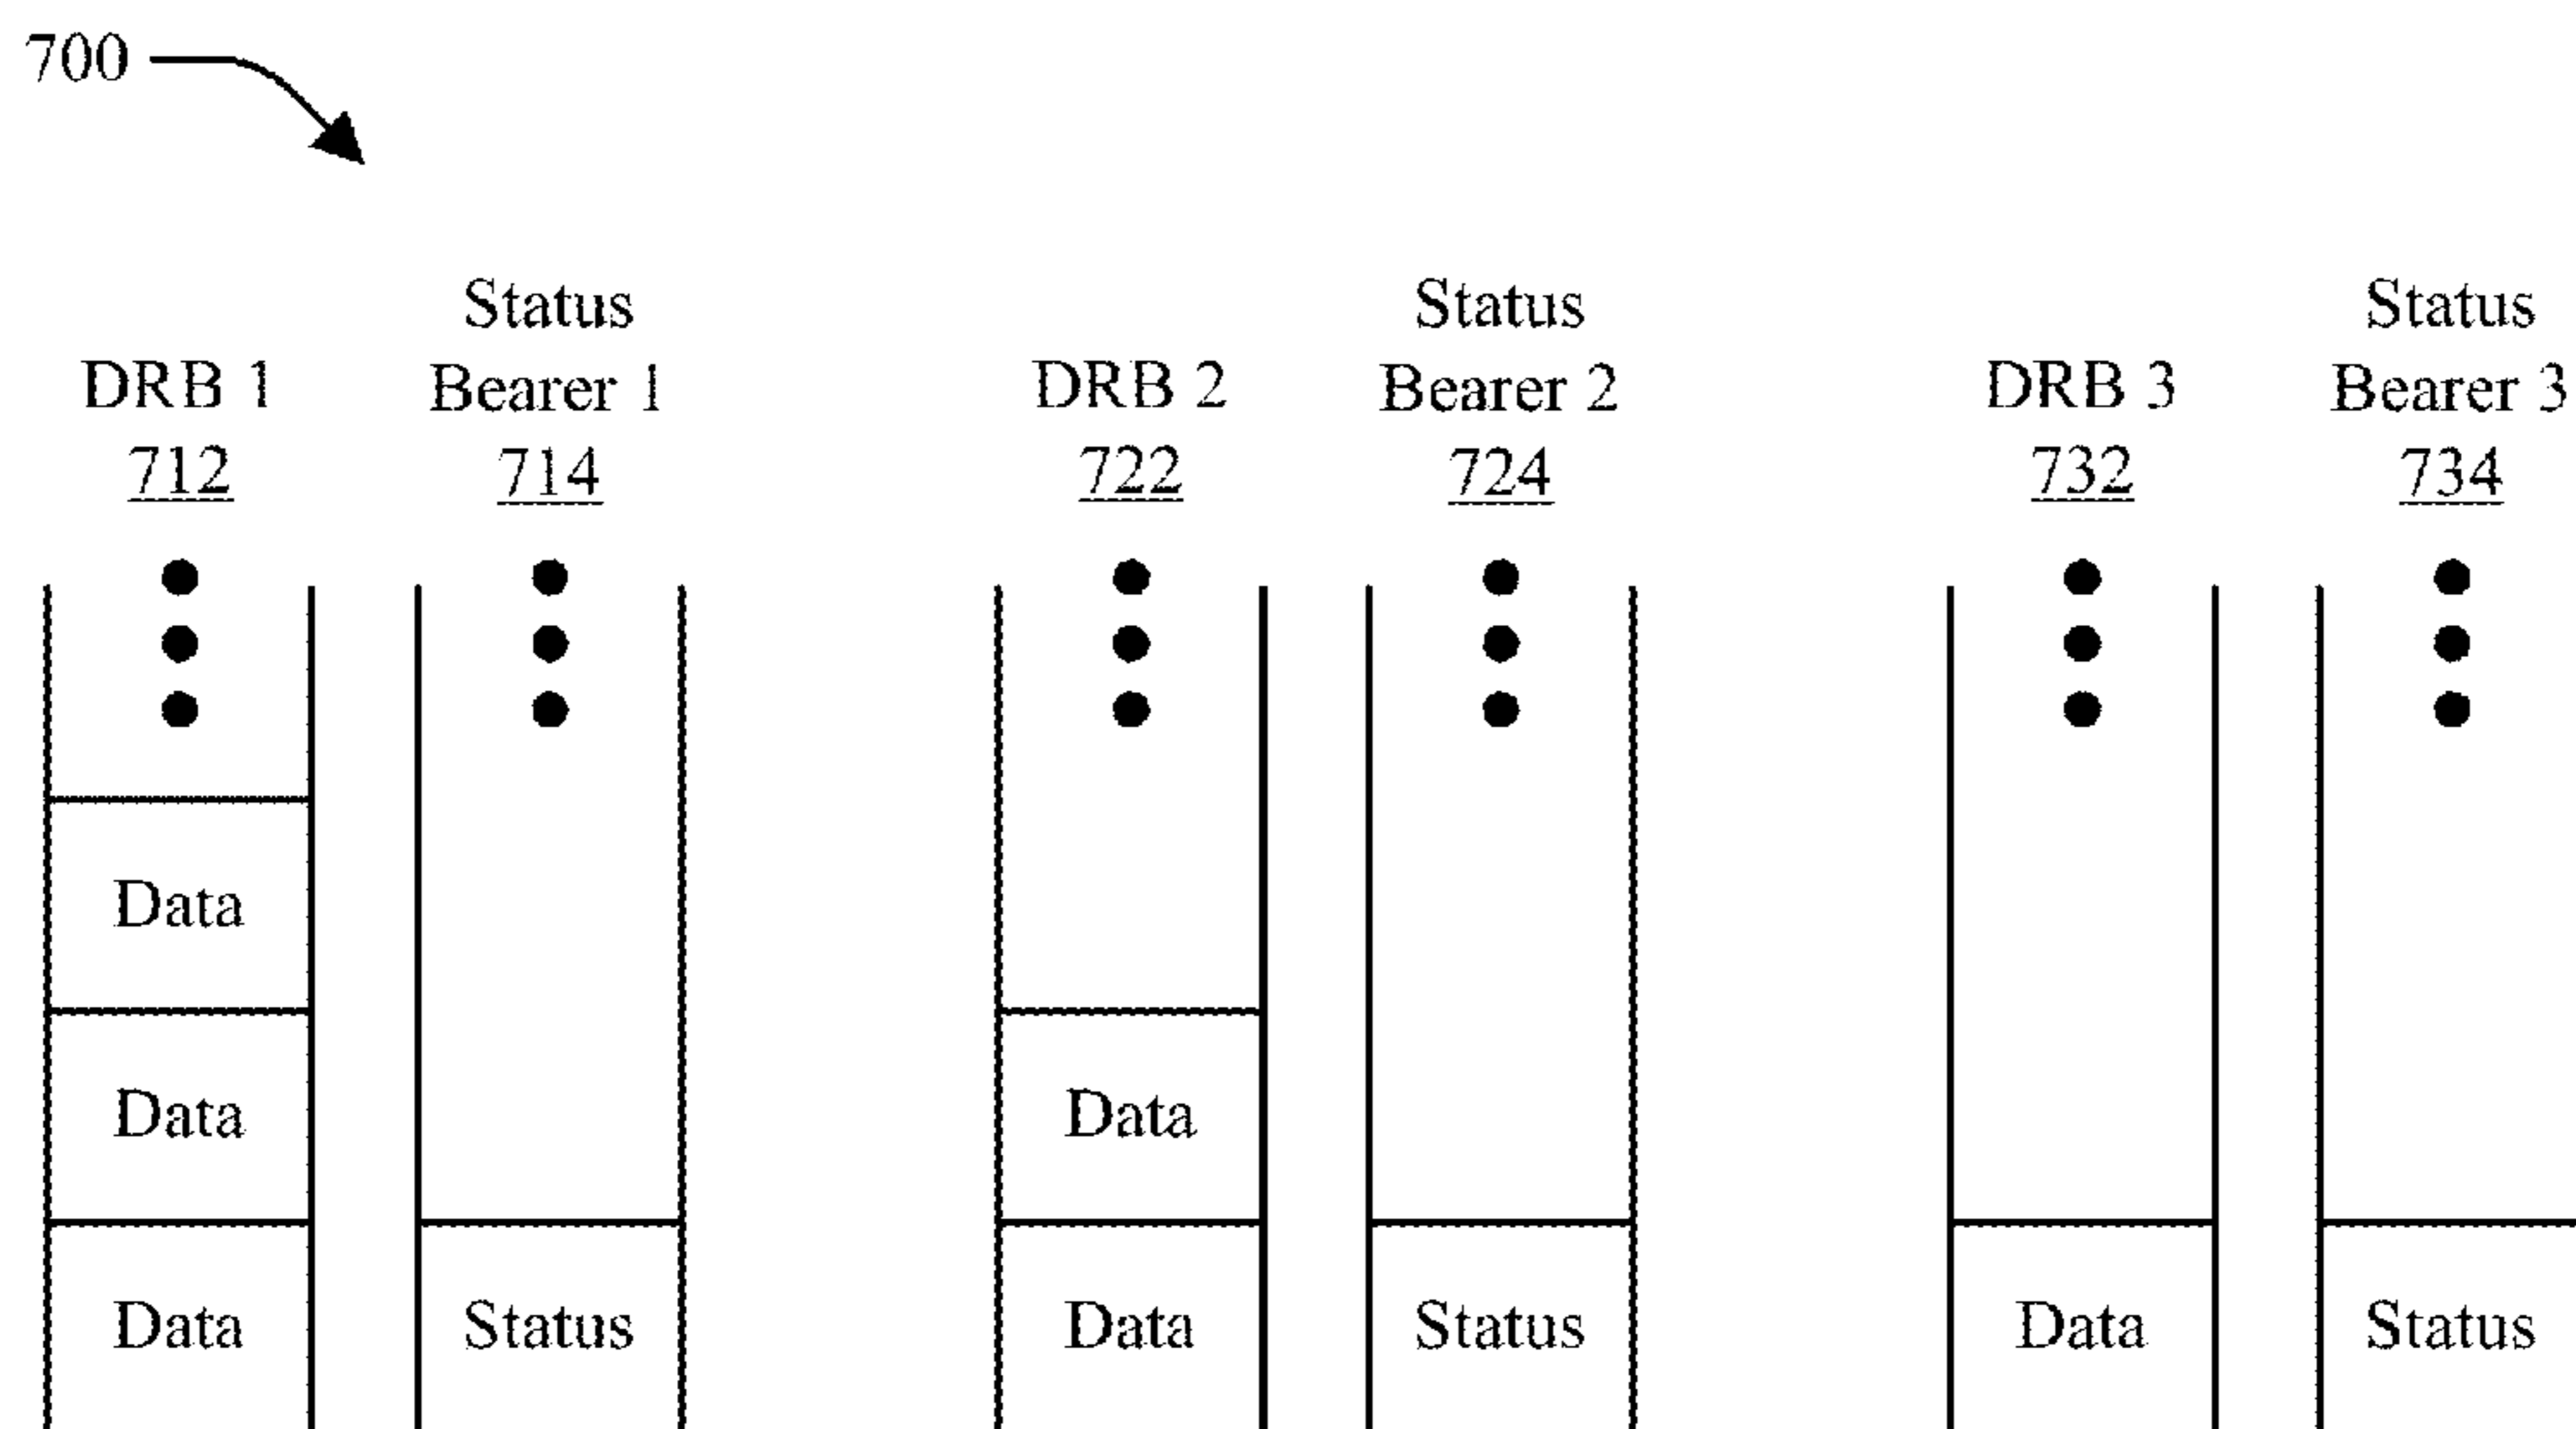 700
Status Status Status
DRB 1 Bearer 1 DRB 2 Bearer 2 DRB 3 Bearer 3
712 714 722 724 732 734
Data
Data Data
Data Status Data Status Data Status